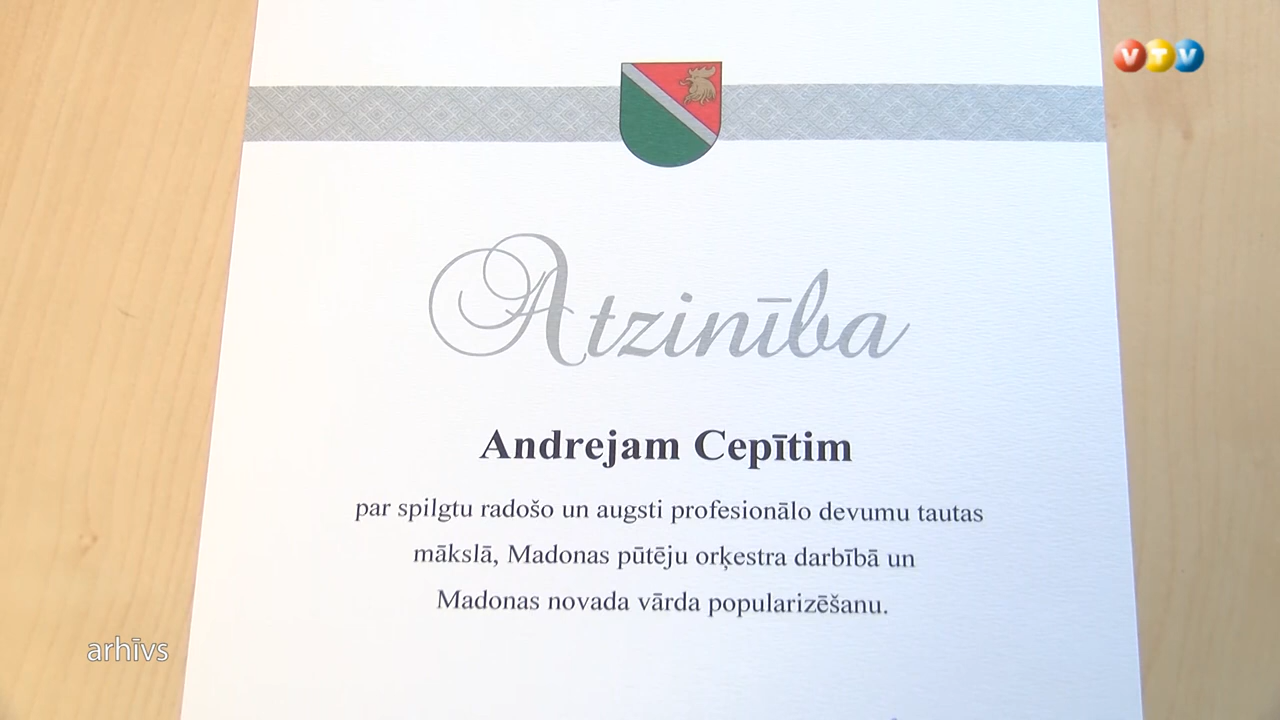 VTV
Atzinība
Andrejam Cepītim
par spilgtu radošo un augsti profesionālo devumu tautas
mākslā, Madonas pūtēju orķestra darbībā un
Madonas novada vārda popularizēšanu.
arhīvs